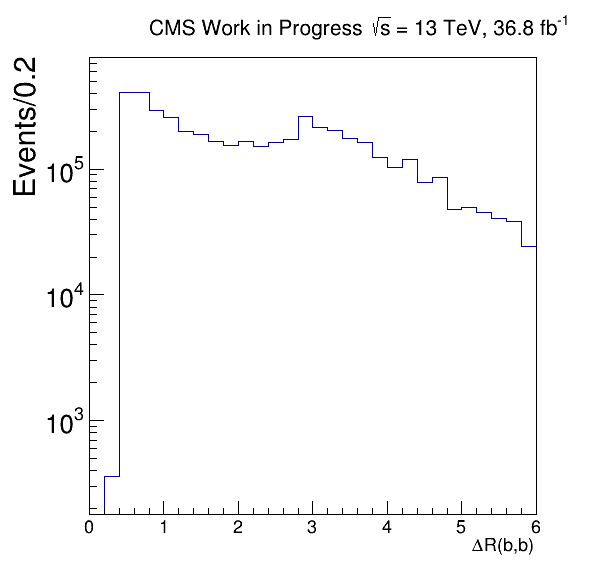 CMS Work in Progress √s = 13 TeV, 36.8 fb⁻¹
Events/0.2
10⁵
10⁴
10³
0 1 2 3 4 5 6
ΔR(b,b)